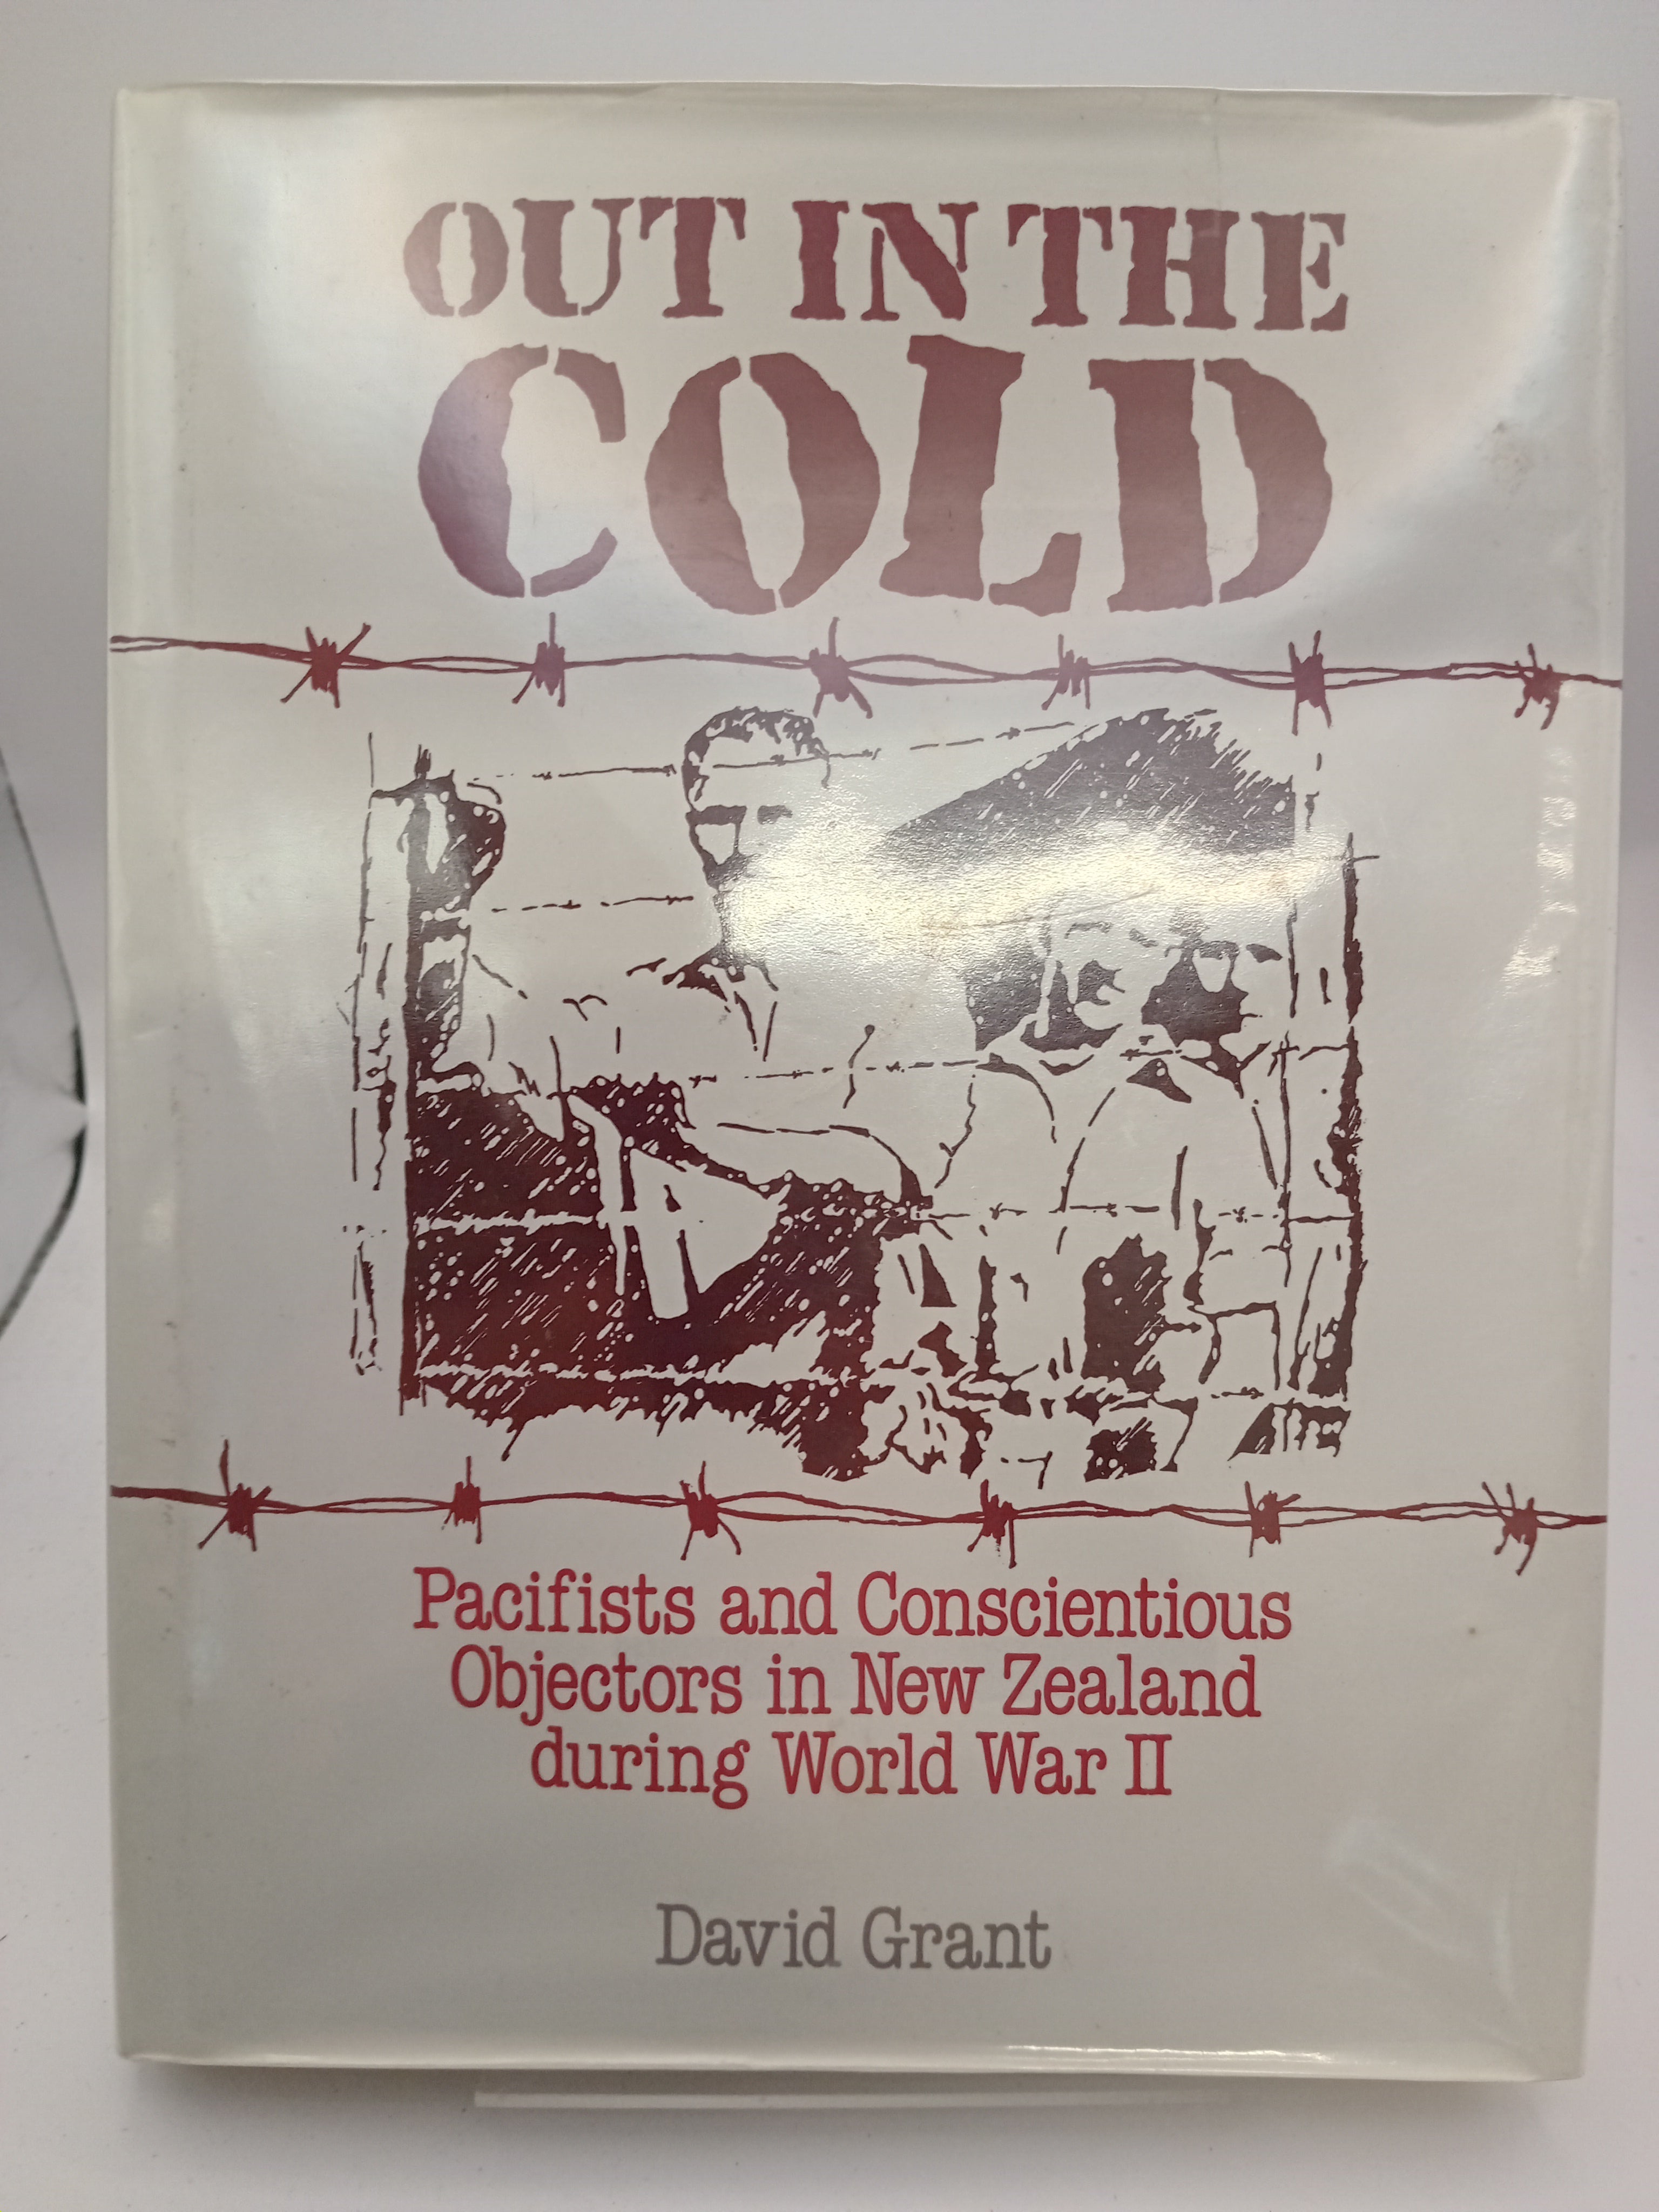 OUT IN THE
COLD
Pacifists and Conscientious
Objectors in New Zealand
during World War II
David Grant